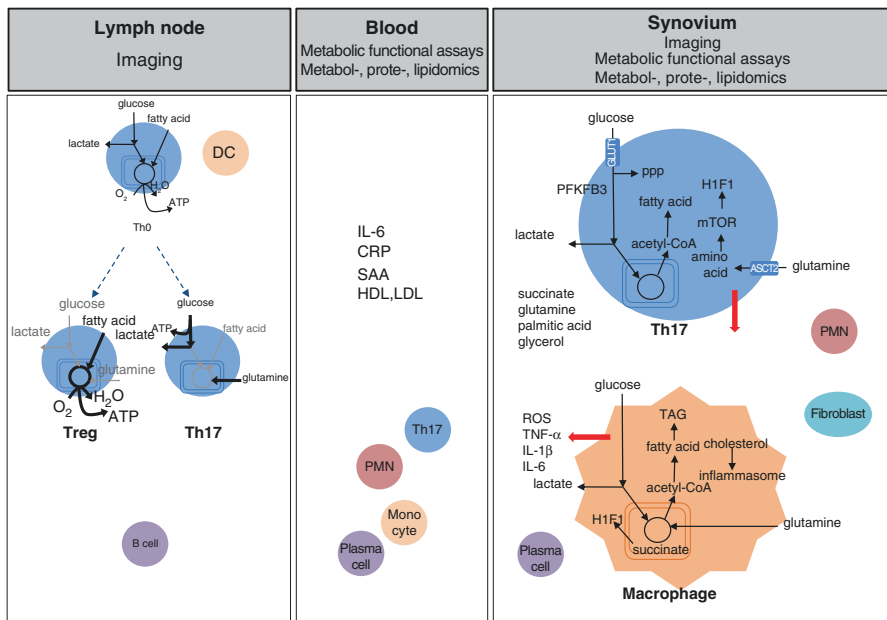 Lymph node
Imaging
glucose
fatty acid
lactate
DC
H2O
O2
ATP
Th0
glucose
fatty acid
lactate
glutamine
O2
H2O
ATP
Treg
glucose
ATP
fatty acid
lactate
glutamine
Th17
B cell
Blood
Metabolic functional assays
Metabol-, prote-, lipidomics
IL-6
CRP
SAA
HDL,LDL
Th17
PMN
Mono
cyte
Plasma
cell
Synovium
Imaging
Metabolic functional assays
Metabol-, prote-, lipidomics
glucose
GLUT1
ppp
PFKFB3
H1F1
fatty acid
mTOR
lactate
acetyl-CoA
amino
acid
ASCT2
glutamine
succinate
glutamine
palmitic acid
glycerol
Th17
PMN
Fibroblast
glucose
ROS
TNF-α
IL-1β
IL-6
TAG
fatty acid
cholesterol
inflammasome
lactate
acetyl-CoA
H1F1
succinate
glutamine
Plasma
cell
Macrophage